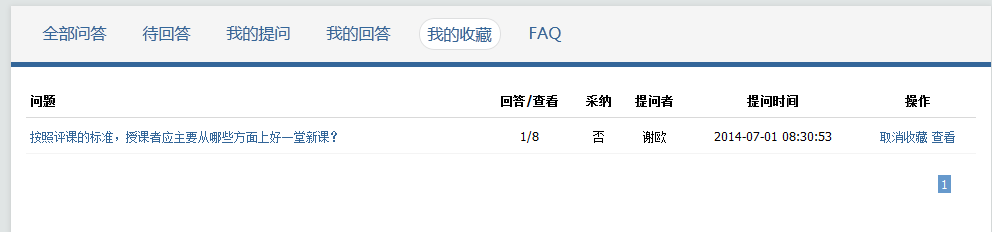 全部问答 待回答 我的提问 我的回答 我的收藏 FAQ
问题 回答/查看 采纳 提问者 提问时间 操作
按照评课的标准，授课者应主要从哪些方面上好一堂新课？ 1/8 否 谢欧 2014-07-01 08:30:53 取消收藏 查看
1